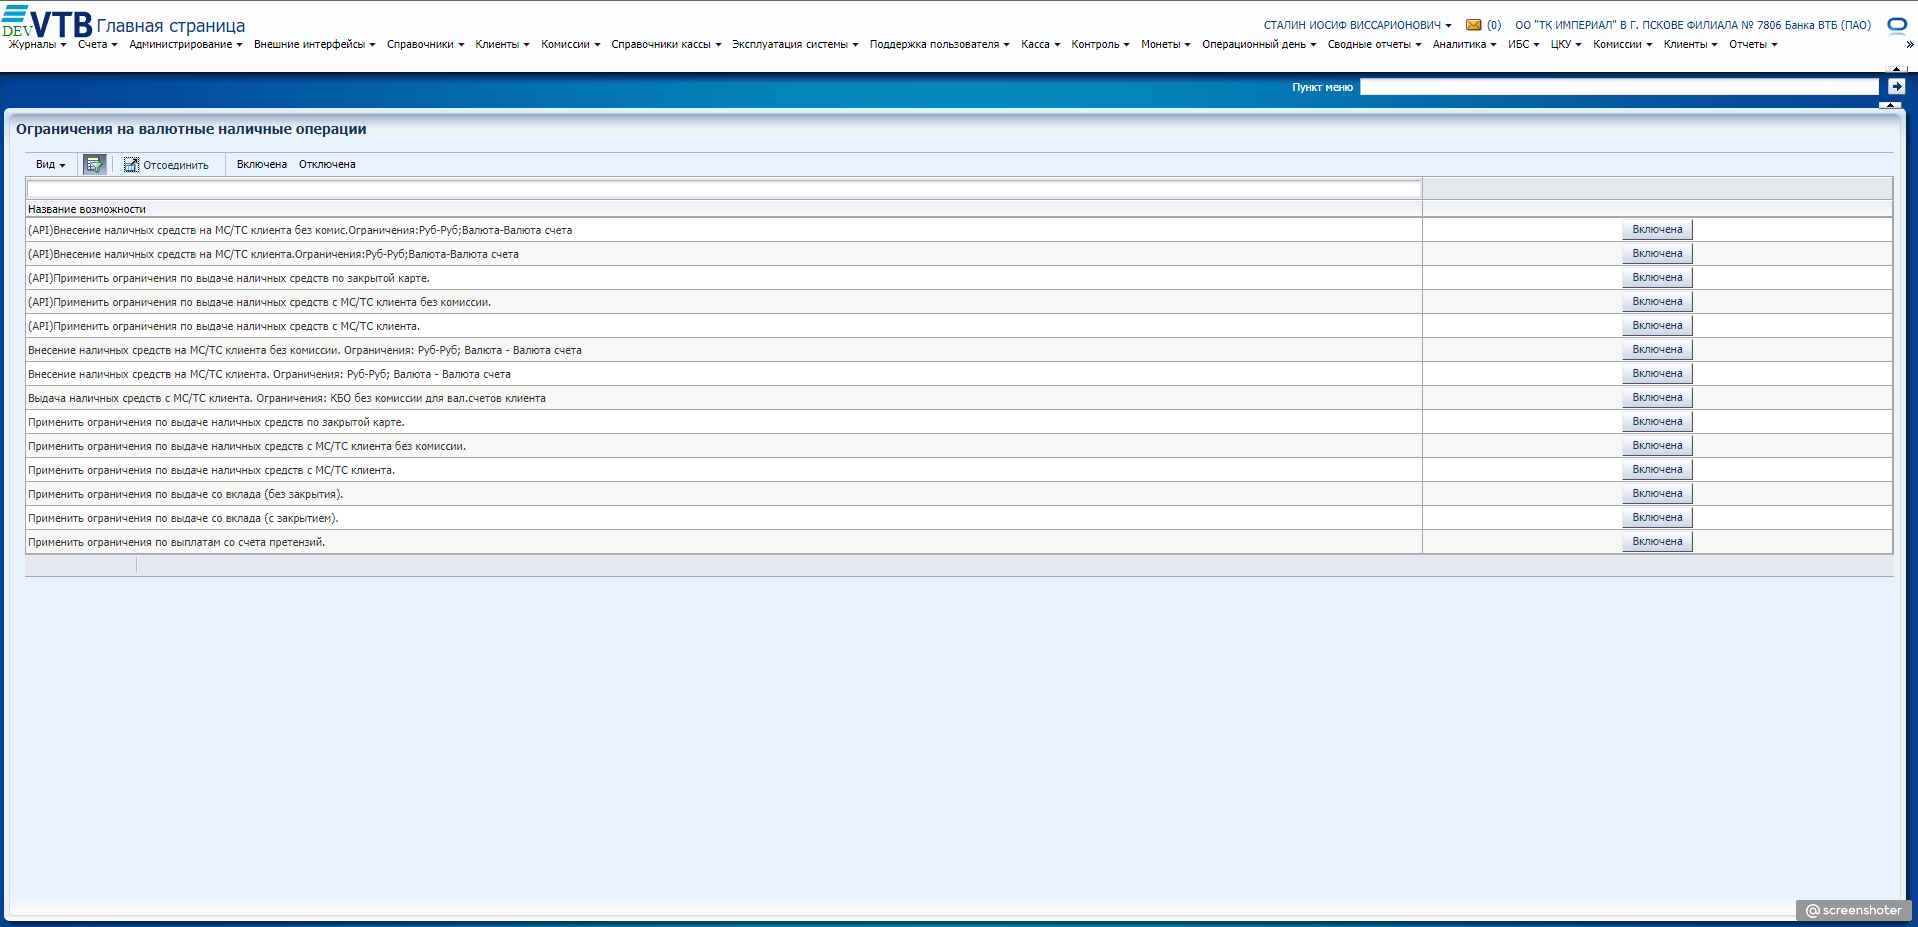 DEV VTB Главная страница
СТАЛИН ИОСИФ ВИССАРИОНОВИЧ (0) ОО "ТК ИМПЕРИАЛ" В Г. ПСКОВЕ ФИЛИАЛА № 7806 Банка ВТБ (ПАО)
Журналы Счета Администрирование Внешние интерфейсы Справочники Клиенты Комиссии Справочники кассы Эксплуатация системы Поддержка пользователя Касса Контроль Монеты Операционный день Сводные отчеты Аналитика ИБС ЦКУ Комиссии Клиенты Отчеты »
Пункт меню
Ограничения на валютные наличные операции
Вид Отсоединить Включена Отключена
Название возможности
(API)Внесение наличных средств на МС/ТС клиента без комис.Ограничения:Руб-Руб;Валюта-Валюта счета Включена
(API)Внесение наличных средств на МС/ТС клиента.Ограничения:Руб-Руб;Валюта-Валюта счета Включена
(API)Применить ограничения по выдаче наличных средств по закрытой карте. Включена
(API)Применить ограничения по выдаче наличных средств с МС/ТС клиента без комиссии. Включена
(API)Применить ограничения по выдаче наличных средств с МС/ТС клиента. Включена
Внесение наличных средств на МС/ТС клиента без комиссии. Ограничения: Руб-Руб; Валюта - Валюта счета Включена
Внесение наличных средств на МС/ТС клиента. Ограничения: Руб-Руб; Валюта - Валюта счета Включена
Выдача наличных средств с МС/ТС клиента. Ограничения: КБО без комиссии для вал.счетов клиента Включена
Применить ограничения по выдаче наличных средств по закрытой карте. Включена
Применить ограничения по выдаче наличных средств с МС/ТС клиента без комиссии. Включена
Применить ограничения по выдаче наличных средств с МС/ТС клиента. Включена
Применить ограничения по выдаче со вклада (без закрытия). Включена
Применить ограничения по выдаче со вклада (с закрытием). Включена
Применить ограничения по выплатам со счета претензий. Включена
@screenshoter